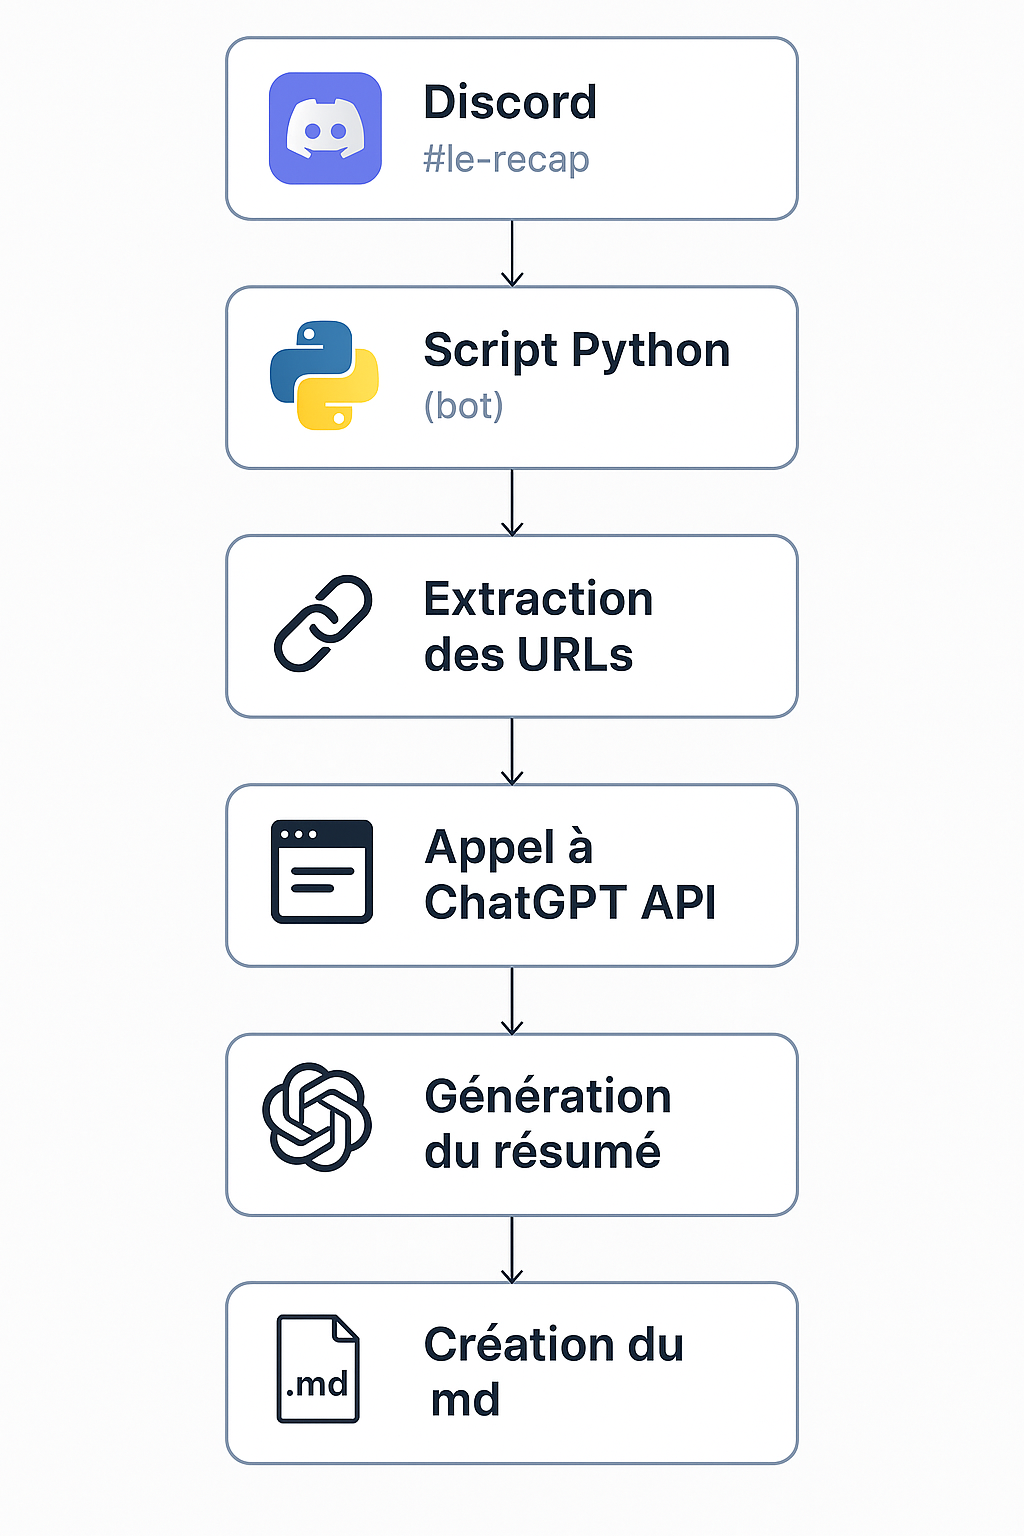 Discord
#le-recap
Script Python
(bot)
Extraction
des URLs
Appel à
ChatGPT API
Génération
du résumé
.md
Création du
md